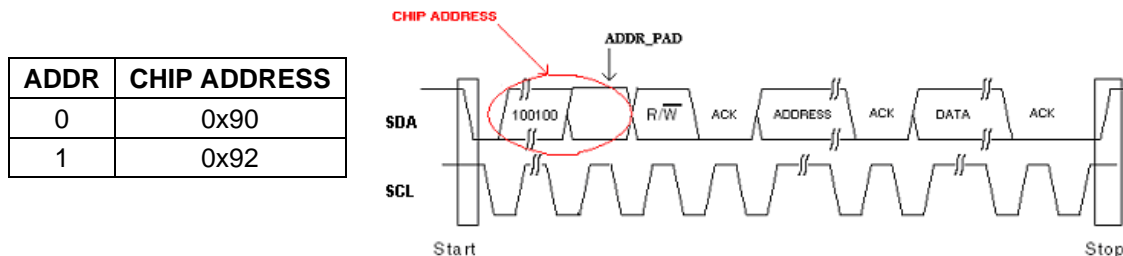 ADDR CHIP ADDRESS
0 0x90
1 0x92
CHIP ADDRESS
ADDR_PAD
SDA 100100 R/W̅ ACK ADDRESS ACK DATA ACK
SCL
Start Stop